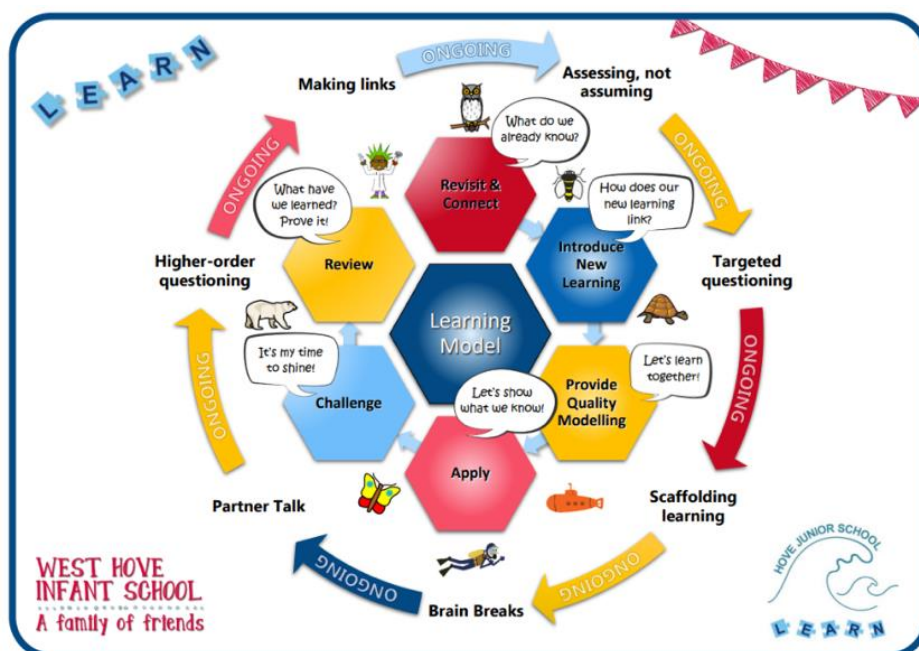 LEARN
Making links
ONGOING
Assessing, not
assuming
ONGOING
Targeted
questioning
ONGOING
Scaffolding
learning
ONGOING
Brain Breaks
ONGOING
Partner Talk
ONGOING
Higher-order
questioning
ONGOING
What do we
already know?
Revisit &
Connect
How does our
new learning
link?
Introduce
New
Learning
Let's learn
together!
Provide
Quality
Modelling
Let's show
what we know!
Apply
It's my time
to shine!
Challenge
What have
we learned?
Prove it!
Review
Learning
Model
WEST HOVE
INFANT SCHOOL
A family of friends
HOVE JUNIOR SCHOOL
LEARN